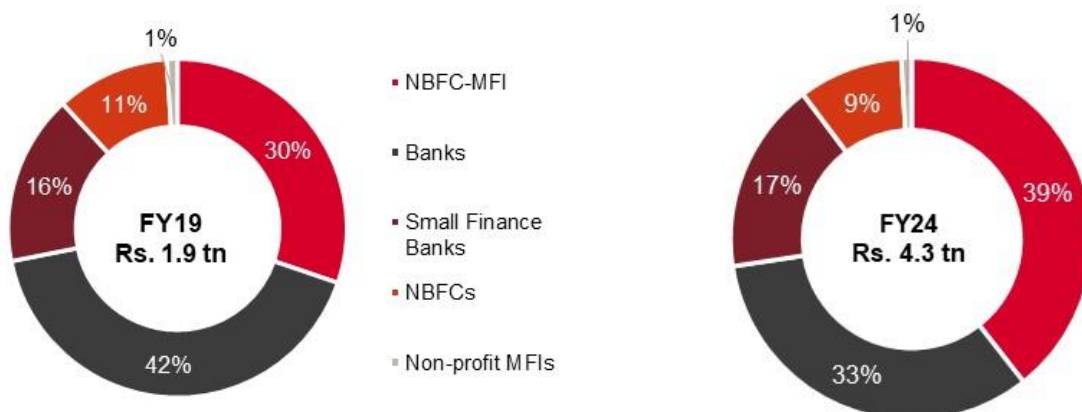 1%
11%
30%
16%
FY19
Rs. 1.9 tn
42%
NBFC-MFI
Banks
Small Finance
Banks
NBFCs
Non-profit MFIs
1%
9%
17%
39%
FY24
Rs. 4.3 tn
33%